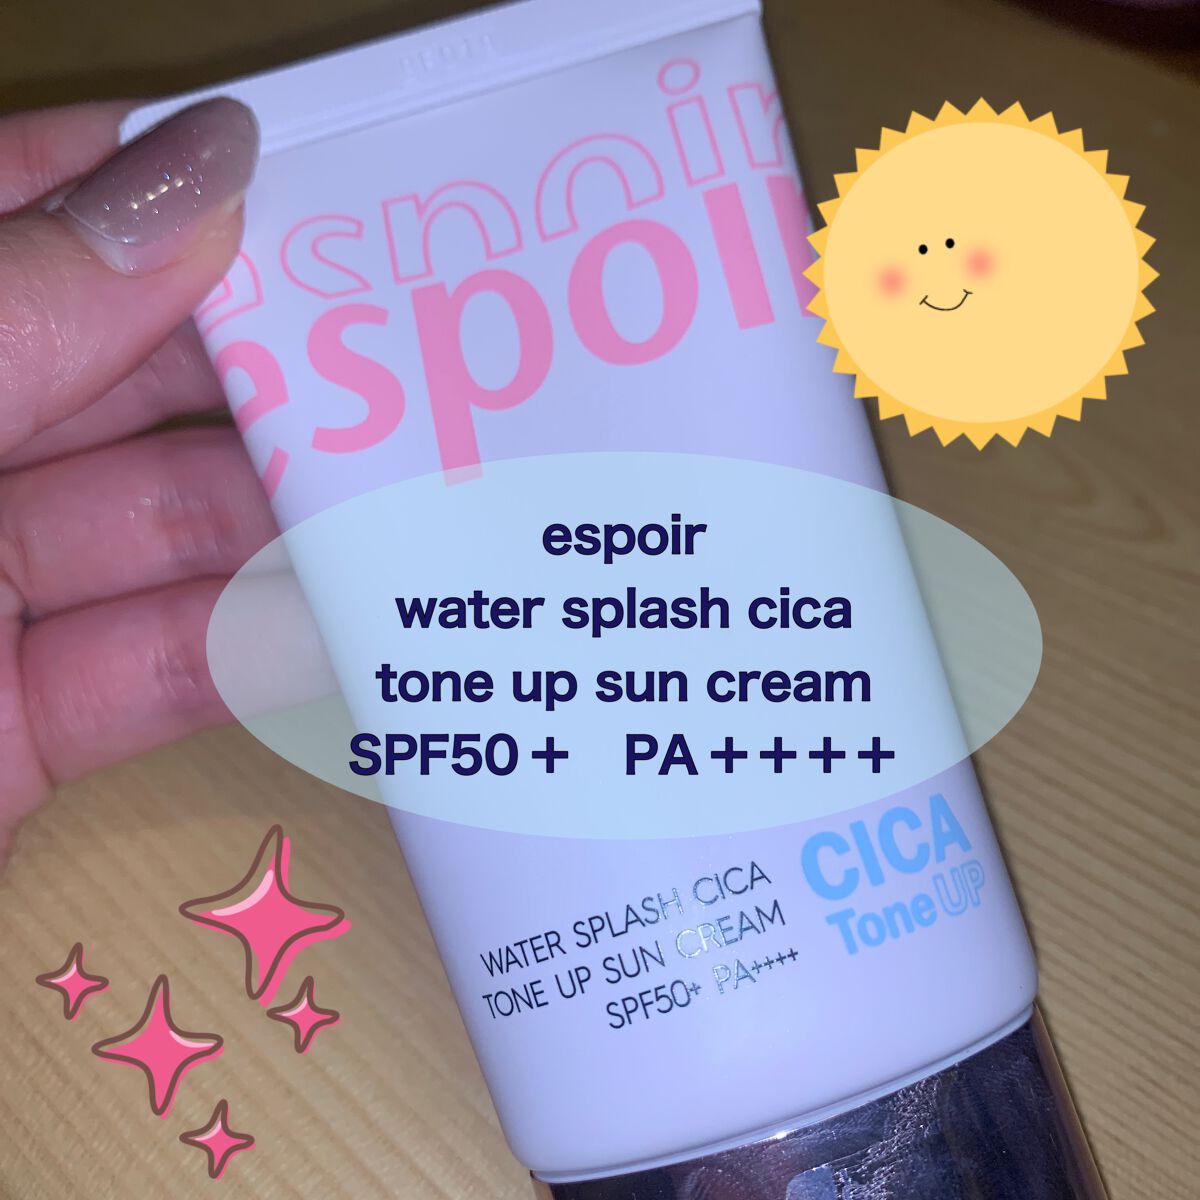 espoir
espoir
espoir
water splash cica
tone up sun cream
SPF50＋ PA＋＋＋＋
CICA
Tone UP
WATER SPLASH CICA
TONE UP SUN CREAM
SPF50+ PA++++